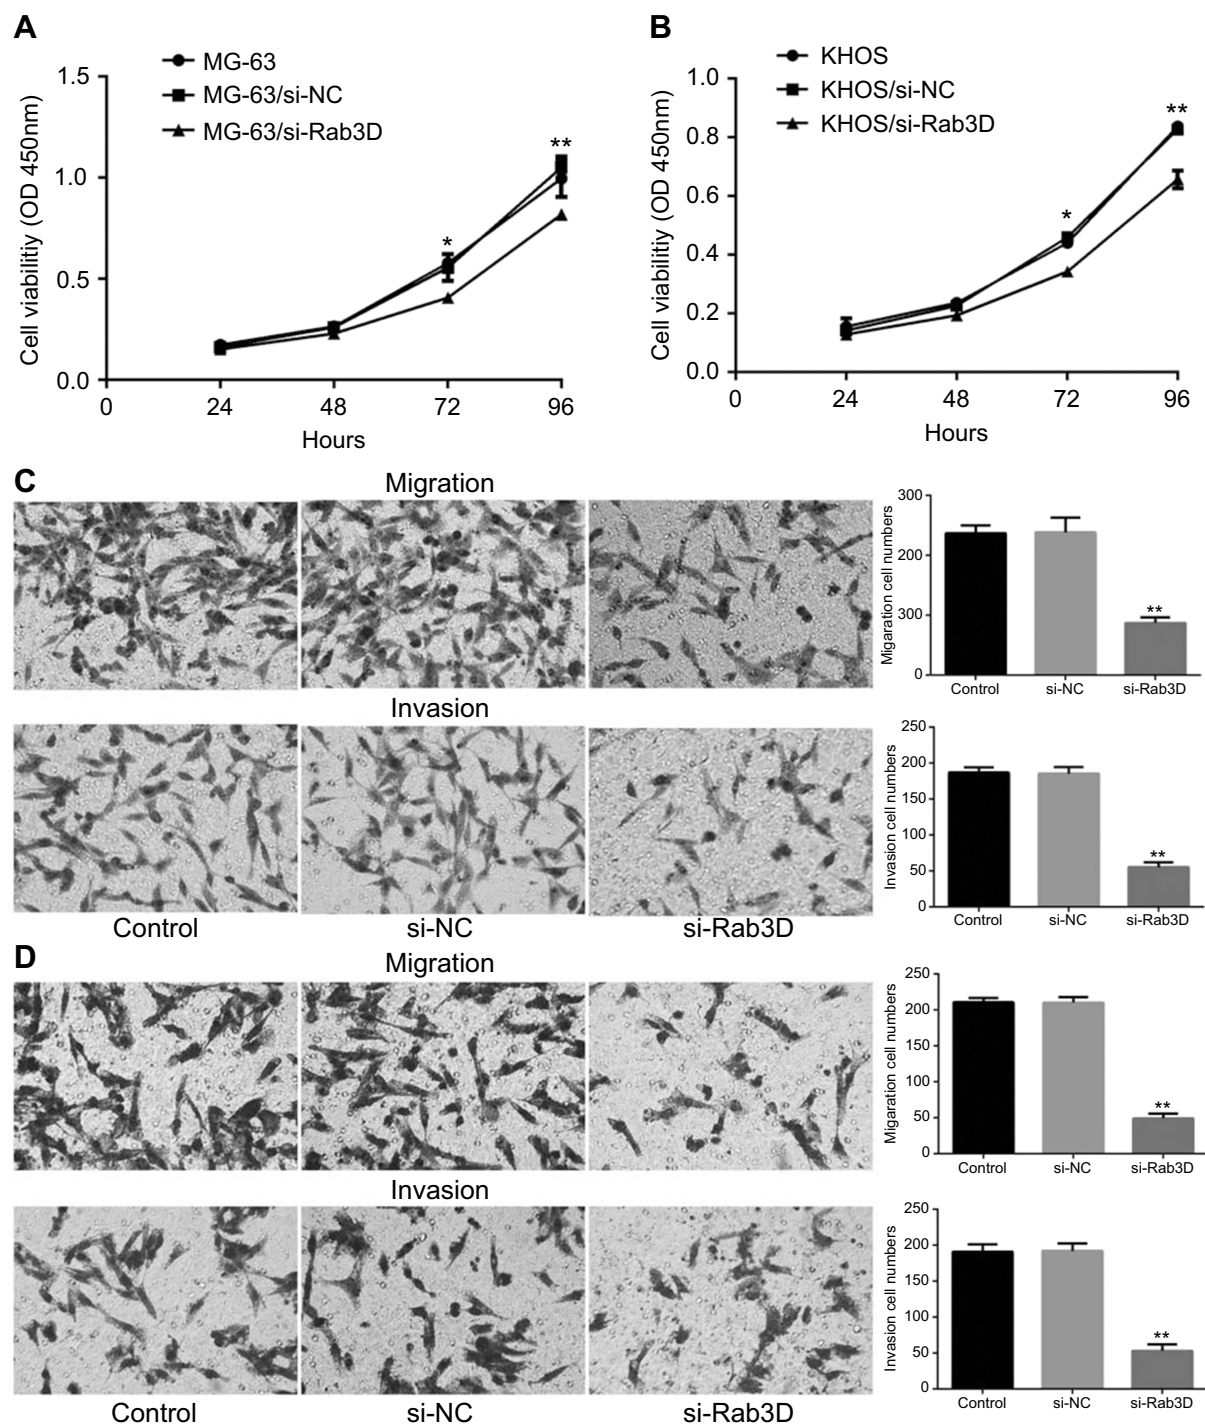 A
MG-63
MG-63/si-NC
MG-63/si-Rab3D
1.5
1.0
0.5
0.0
Cell viabilitiy (OD 450nm)
* **
0 24 48 72 96
Hours
B
KHOS
KHOS/si-NC
KHOS/si-Rab3D
1.0
0.8
0.6
0.4
0.2
0.0
Cell viabilitiy (OD 450nm)
* **
0 24 48 72 96
Hours
C
Migration
300
200
300
0
Migaration cell numbers
**
Control si-NC si-Rab3D
Invasion
250
200
150
100
50
0
Invasion cell numbers
**
Control si-NC si-Rab3D
Control si-NC si-Rab3D
D
Migration
250
200
150
100
50
0
Migaration cell numbers
**
Control si-NC si-Rab3D
Invasion
250
200
150
100
50
0
Invasion cell numbers
**
Control si-NC si-Rab3D
Control si-NC si-Rab3D